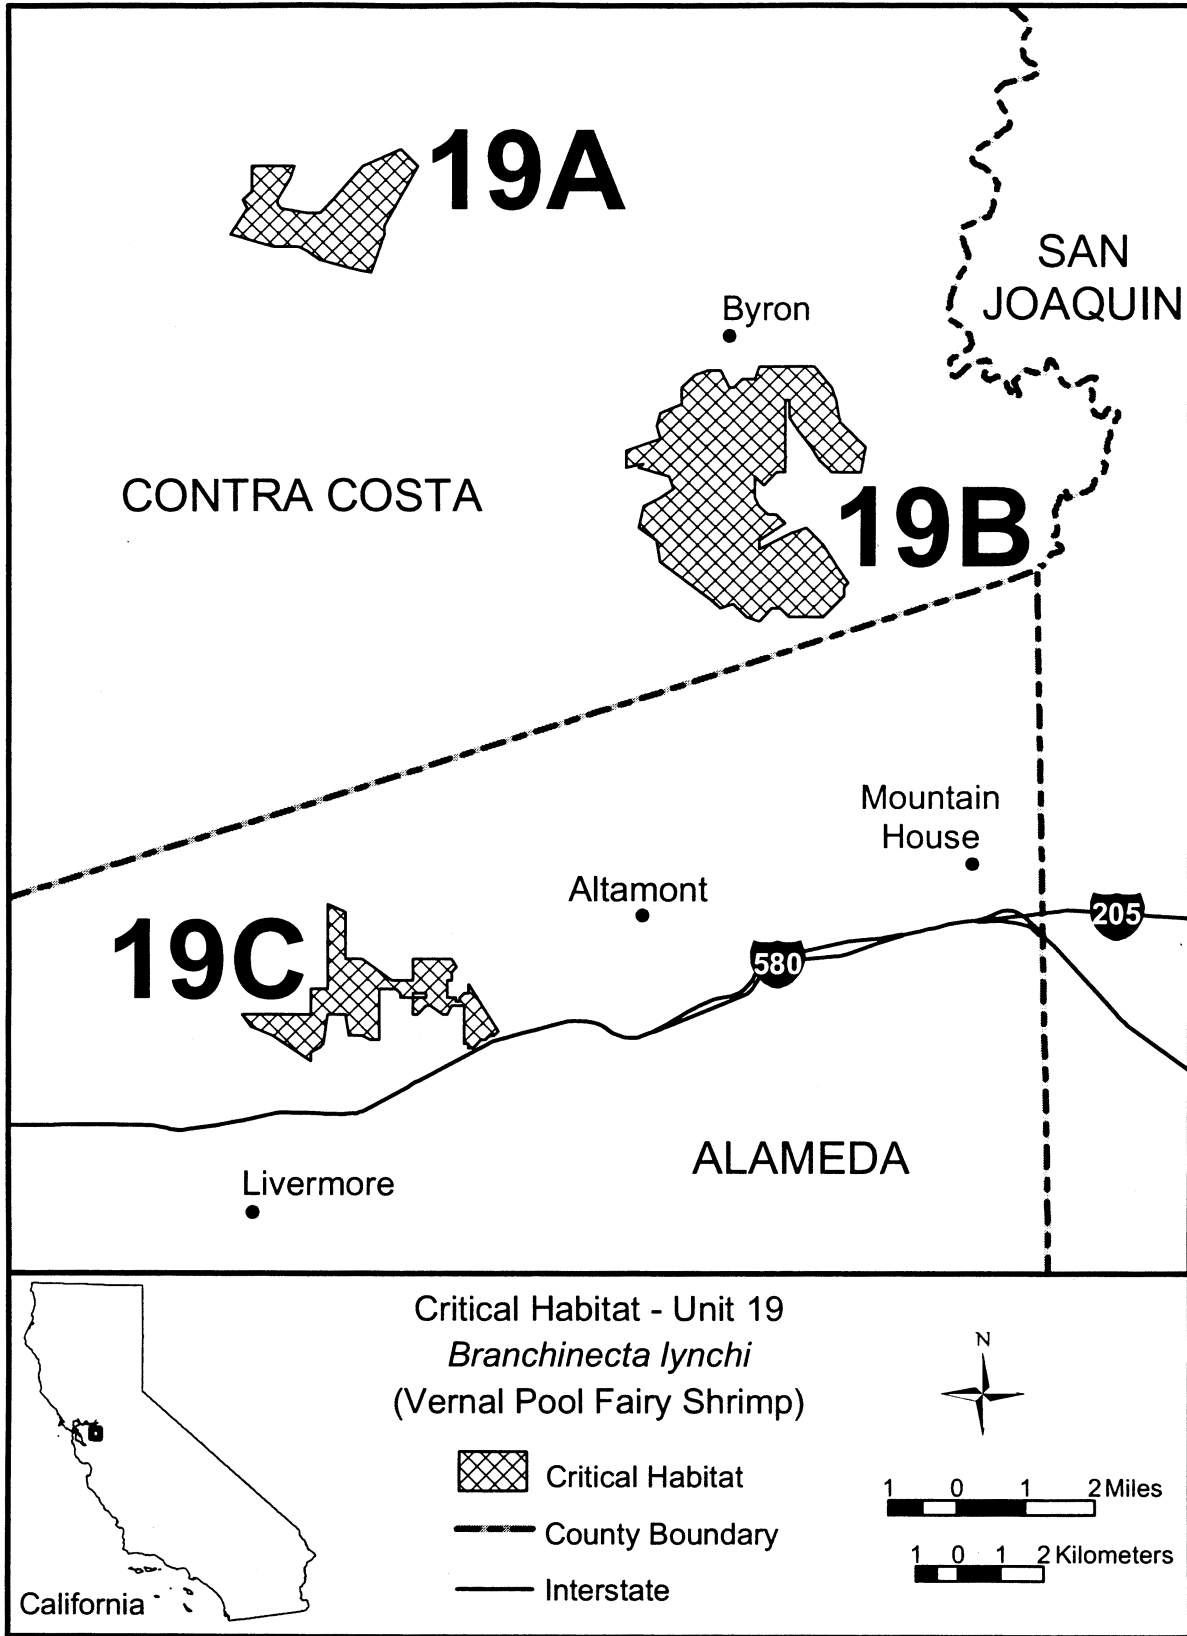 19A
SAN
JOAQUIN
Byron
CONTRA COSTA
19B
Mountain
House
Altamont
205
19C
580
ALAMEDA
Livermore
Critical Habitat - Unit 19
Branchinecta lynchi
(Vernal Pool Fairy Shrimp)
N
Critical Habitat
1 0 1 2 Miles
County Boundary
1 0 1 2 Kilometers
Interstate
California